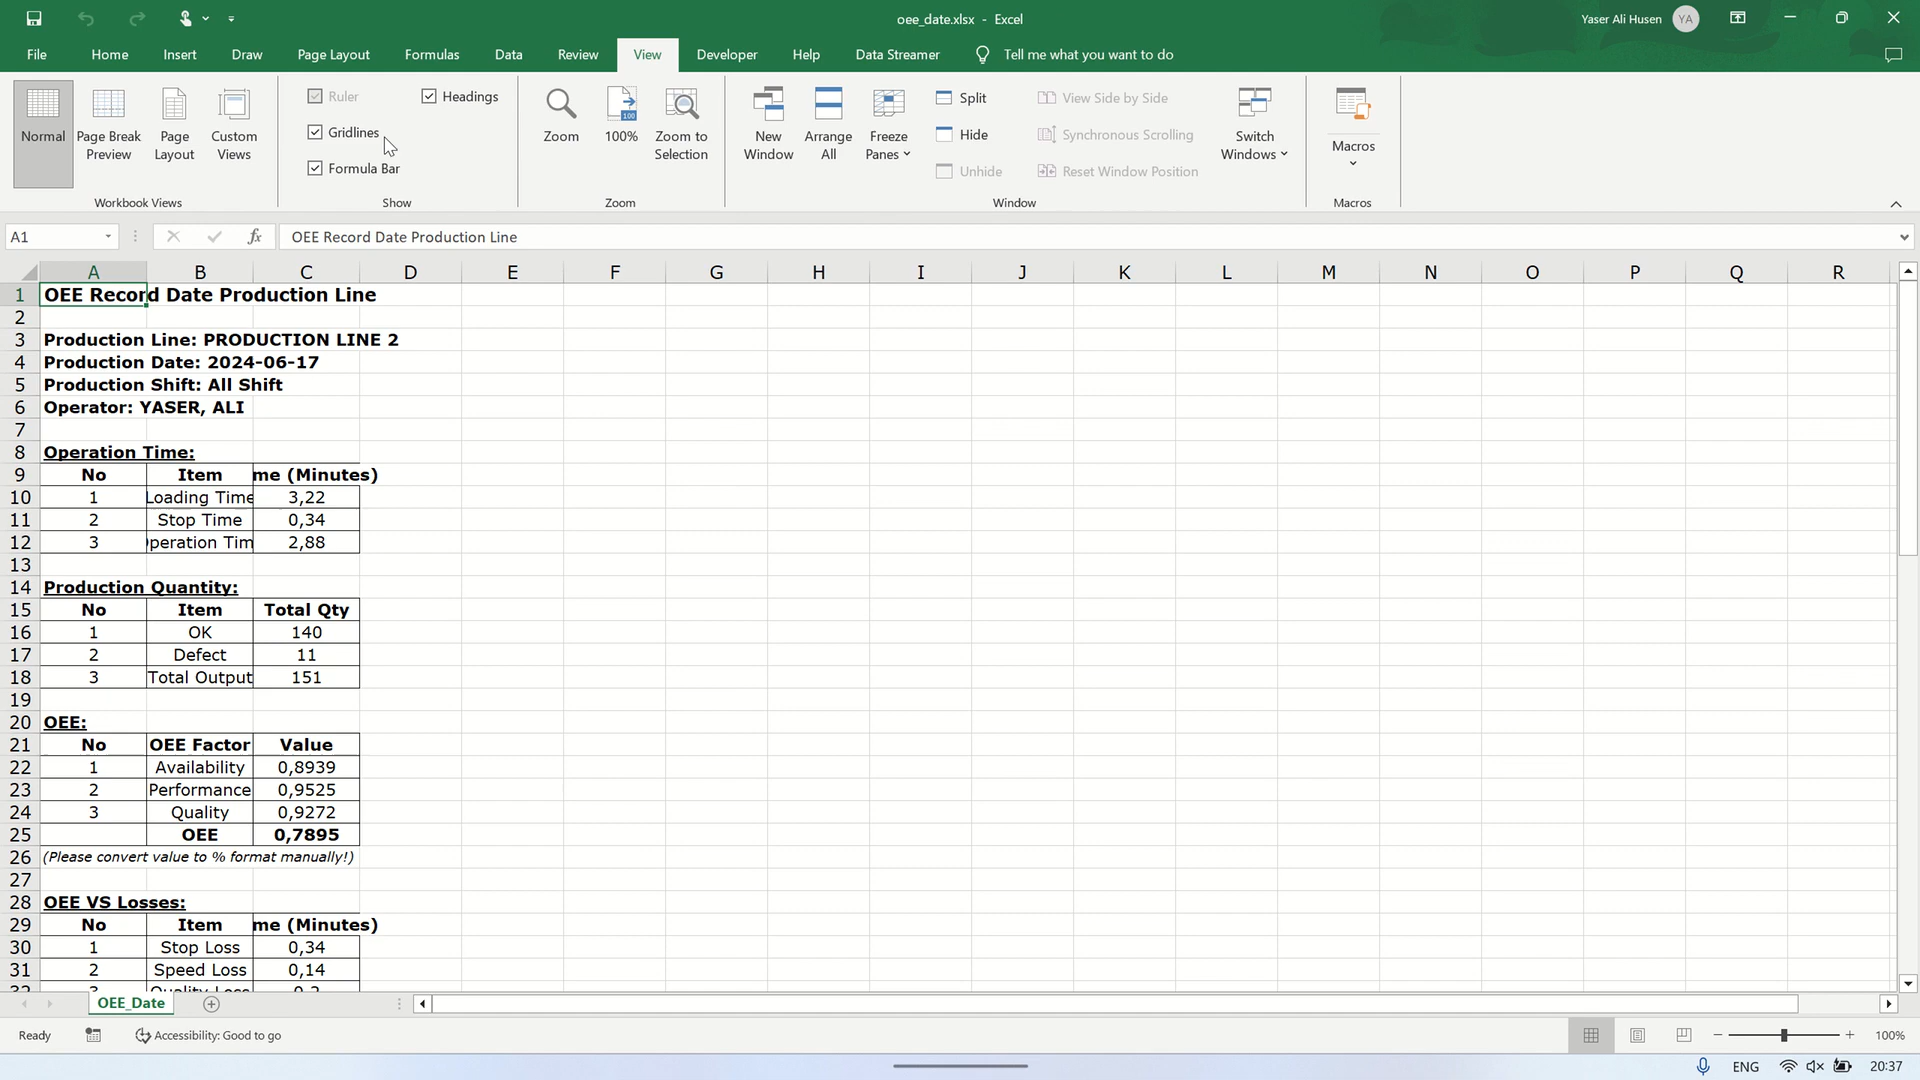 oee_date.xlsx - Excel
Yaser Ali Husen YA
File Home Insert Draw Page Layout Formulas Data Review View Developer Help Data Streamer Tell me what you want to do
Normal
Page Break Preview
Page Layout
Custom Views
Workbook Views
Ruler
Gridlines
Formula Bar
Headings
Show
Zoom
100
100%
Zoom to Selection
Zoom
New Window
Arrange All
Freeze Panes
Split
Hide
Unhide
View Side by Side
Synchronous Scrolling
Reset Window Position
Switch Windows
Window
Macros
Macros
A1 fx OEE Record Date Production Line
A B C D E F G H I J K L M N O P Q R
1 OEE Record Date Production Line
2
3 Production Line: PRODUCTION LINE 2
4 Production Date: 2024-06-17
5 Production Shift: All Shift
6 Operator: YASER, ALI
7
8 Operation Time:
9 No Item me (Minutes)
10 1 Loading Time 3,22
11 2 Stop Time 0,34
12 3 peration Tim 2,88
13
14 Production Quantity:
15 No Item Total Qty
16 1 OK 140
17 2 Defect 11
18 3 Total Output 151
19
20 OEE:
21 No OEE Factor Value
22 1 Availability 0,8939
23 2 Performance 0,9525
24 3 Quality 0,9272
25 OEE 0,7895
26 (Please convert value to % format manually!)
27
28 OEE VS Losses:
29 No Item me (Minutes)
30 1 Stop Loss 0,34
31 2 Speed Loss 0,14
32 3 Quality Loss 0,2
OEE_Date
Ready Accessibility: Good to go 100%
ENG 20:37